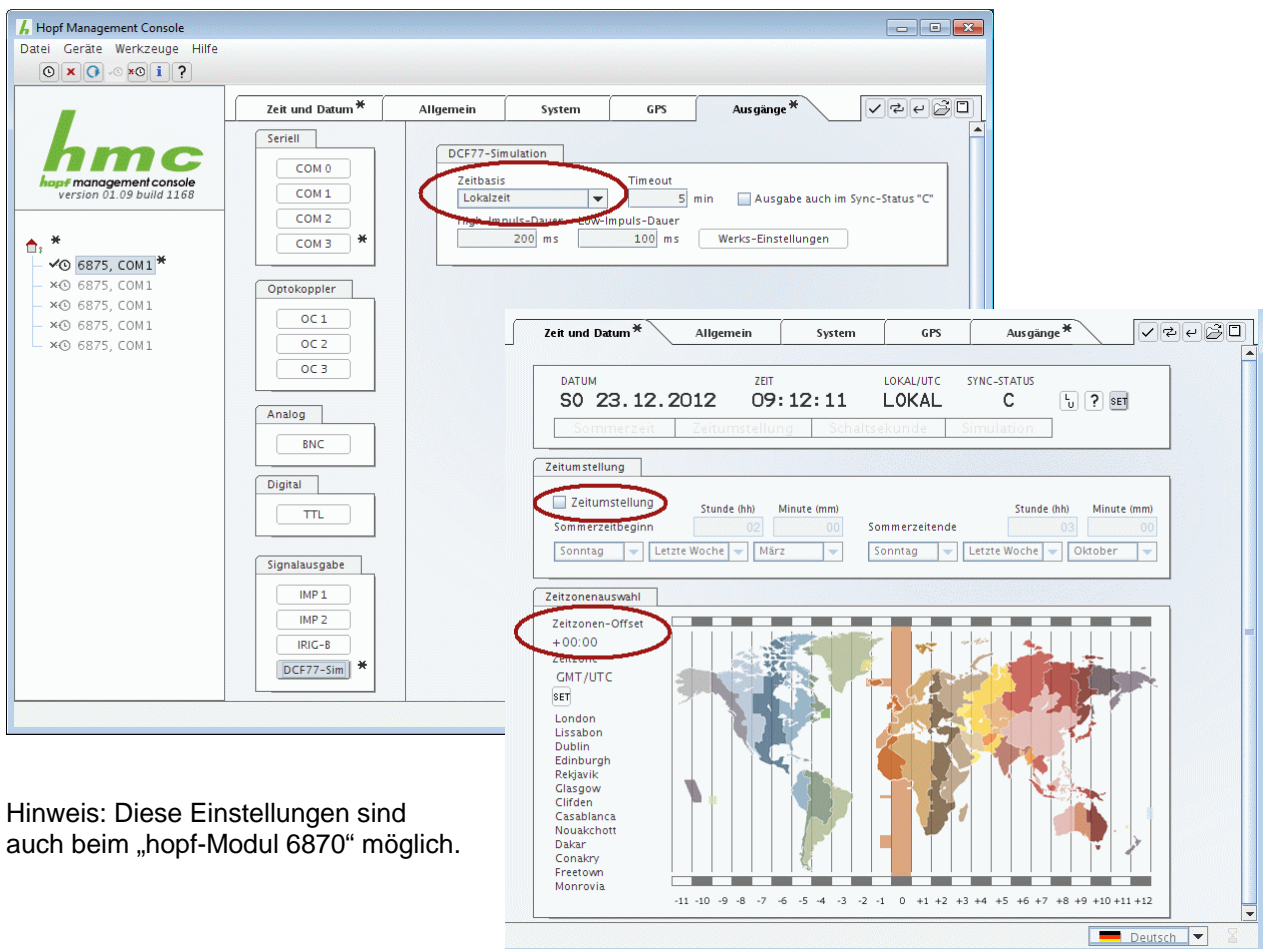 Hopf Management Console
Datei Geräte Werkzeuge Hilfe
hmc
hopf management console
version 01.09 build 1168
*
6875, COM1 *
6875, COM1
6875, COM1
6875, COM1
6875, COM1
Zeit und Datum * Allgemein System GPS Ausgänge *
Seriell
COM 0
COM 1
COM 2
COM 3 *
Optokoppler
OC 1
OC 2
OC 3
Analog
BNC
Digital
TTL
Signalausgabe
IMP 1
IMP 2
IRIG-B
DCF77-Sim *
DCF77-Simulation
Zeitbasis Timeout
Lokalzeit 5 min Ausgabe auch im Sync-Status "C"
High-Impuls-Dauer Low-Impuls-Dauer
200 ms 100 ms Werks-Einstellungen
Zeit und Datum * Allgemein System GPS Ausgänge *
DATUM ZEIT LOKAL/UTC SYNC-STATUS
SO 23.12.2012 09:12:11 LOKAL C L U ? SET
Sommerzeit Zeitumstellung Schaltsekunde Simulation
Zeitumstellung
Zeitumstellung Stunde (hh) Minute (mm) Stunde (hh) Minute (mm)
Sommerzeitbeginn 02 00 Sommerzeitende 03 00
Sonntag Letzte Woche März Sonntag Letzte Woche Oktober
Zeitzonenauswahl
Zeitzonen-Offset
+00:00
Zeitzone
GMT/UTC
SET
London
Lissabon
Dublin
Edinburgh
Rekjavik
Glasgow
Clifden
Casablanca
Nouakchott
Dakar
Conakry
Freetown
Monrovia
-11 -10 -9 -8 -7 -6 -5 -4 -3 -2 -1 0 +1 +2 +3 +4 +5 +6 +7 +8 +9 +10 +11 +12
Deutsch
Hinweis: Diese Einstellungen sind
auch beim „hopf-Modul 6870“ möglich.